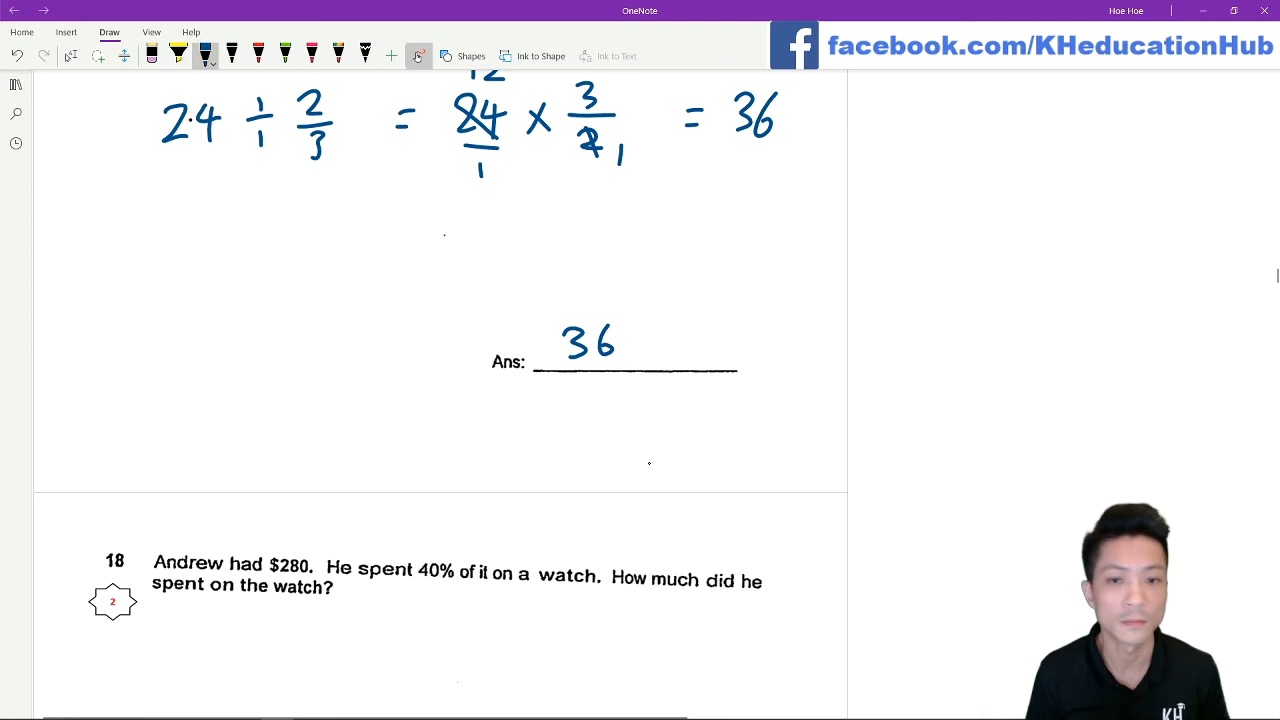 OneNote
Hoe Hoe
Home Insert Draw View Help
facebook.com/KHeducationHub
Shapes Ink to Shape Ink to Text
12
24 ÷ 2/3 = 24/1 × 3/2 1 = 36
36
Ans:
18 Andrew had $280. He spent 40% of it on a watch. How much did he
2 spent on the watch?
KH